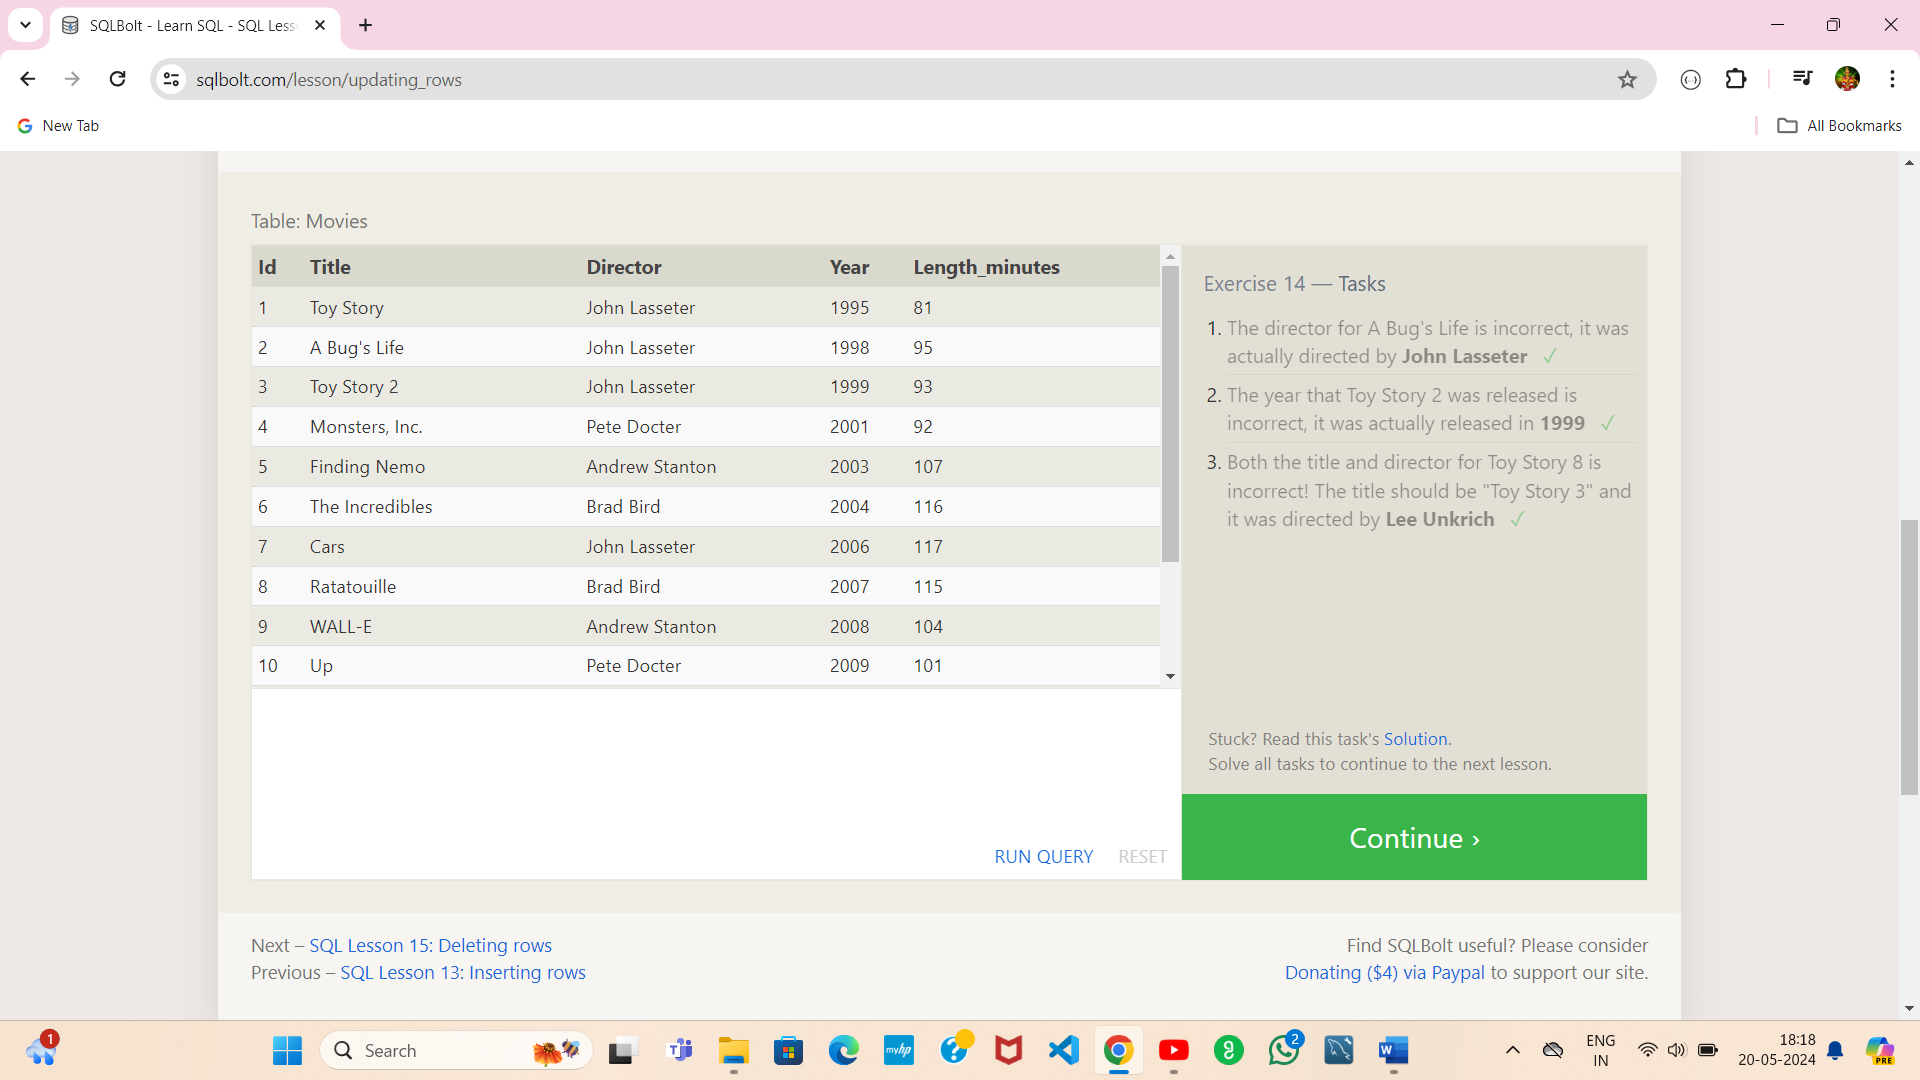 SQLBolt - Learn SQL - SQL Less
sqlbolt.com/lesson/updating_rows
New Tab
All Bookmarks
Table: Movies
Id Title Director Year Length_minutes
1 Toy Story John Lasseter 1995 81
2 A Bug's Life John Lasseter 1998 95
3 Toy Story 2 John Lasseter 1999 93
4 Monsters, Inc. Pete Docter 2001 92
5 Finding Nemo Andrew Stanton 2003 107
6 The Incredibles Brad Bird 2004 116
7 Cars John Lasseter 2006 117
8 Ratatouille Brad Bird 2007 115
9 WALL-E Andrew Stanton 2008 104
10 Up Pete Docter 2009 101
RUN QUERY RESET
Exercise 14 — Tasks
1. The director for A Bug's Life is incorrect, it was
actually directed by John Lasseter ✓
2. The year that Toy Story 2 was released is
incorrect, it was actually released in 1999 ✓
3. Both the title and director for Toy Story 8 is
incorrect! The title should be "Toy Story 3" and
it was directed by Lee Unkrich ✓
Stuck? Read this task's Solution.
Solve all tasks to continue to the next lesson.
Continue ›
Next – SQL Lesson 15: Deleting rows
Previous – SQL Lesson 13: Inserting rows
Find SQLBolt useful? Please consider
Donating ($4) via Paypal to support our site.
1
Search
myhp
2
ENG
IN
18:18
20-05-2024
PRE